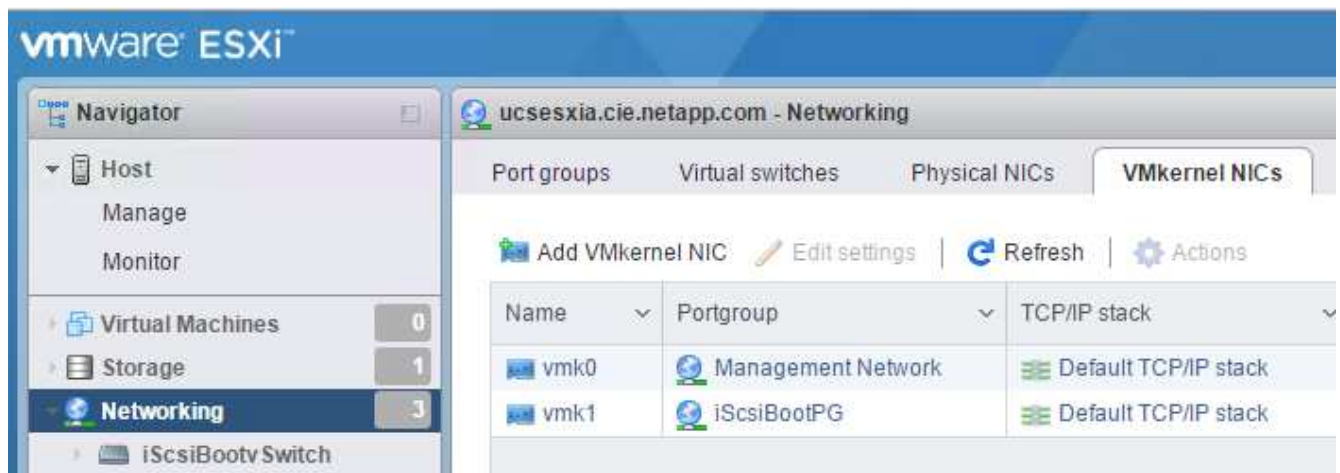 vmware ESXi™
Navigator
ucsesxia.cie.netapp.com - Networking
Host
Manage
Monitor
Virtual Machines 0
Storage 1
Networking 3
iScsiBootvSwitch
Port groups Virtual switches Physical NICs VMkernel NICs
Add VMkernel NIC Edit settings Refresh Actions
Name Portgroup TCP/IP stack
vmk0 Management Network Default TCP/IP stack
vmk1 iScsiBootPG Default TCP/IP stack